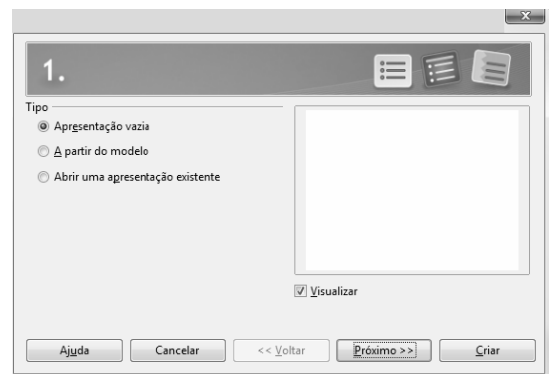 1.
Tipo
Apresentação vazia
A partir do modelo
Abrir uma apresentação existente
Visualizar
Ajuda Cancelar << Voltar Próximo >> Criar